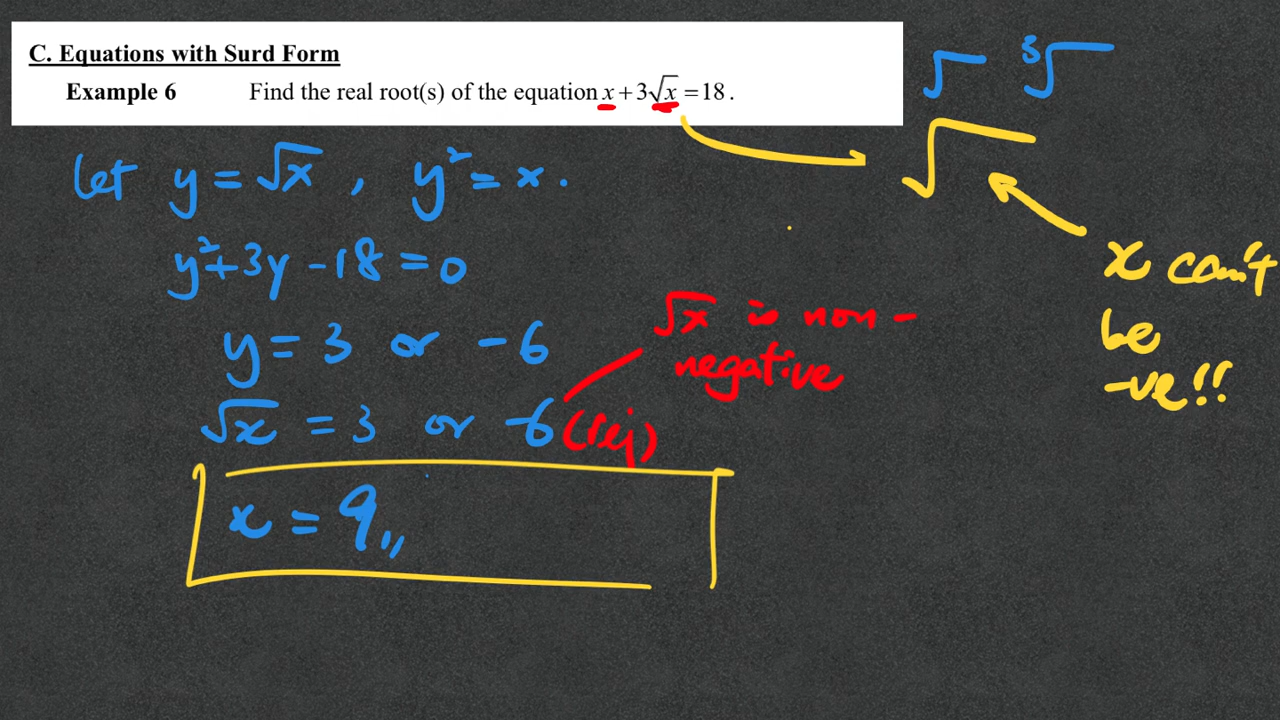 C. Equations with Surd Form
Example 6 Find the real root(s) of the equation x + 3√x = 18.
√ ³√
√
let y = √x , y² = x.
y² + 3y - 18 = 0
y = 3 or -6
√x = 3 or -6 (rej)
√x is non-
negative
x can't
be
-ve!!
x = 9,,